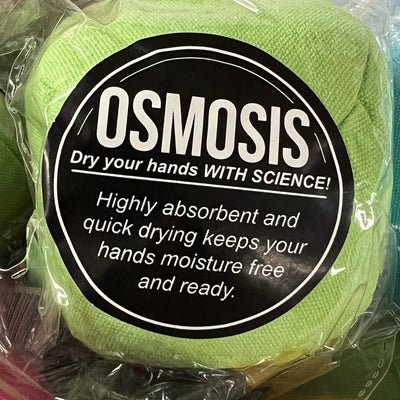 OSMOSIS
Dry your hands WITH SCIENCE!
Highly absorbent and
quick drying keeps your
hands moisture free
and ready.